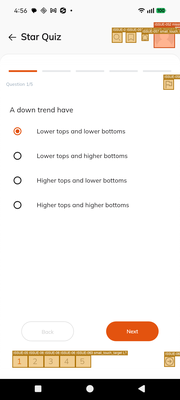 4:56
Star Quiz
Question 1/5
A down trend have
Lower tops and lower bottoms
Lower tops and higher bottoms
Higher tops and lower bottoms
Higher tops and higher bottoms
Back
Next
1 2 3 4 5